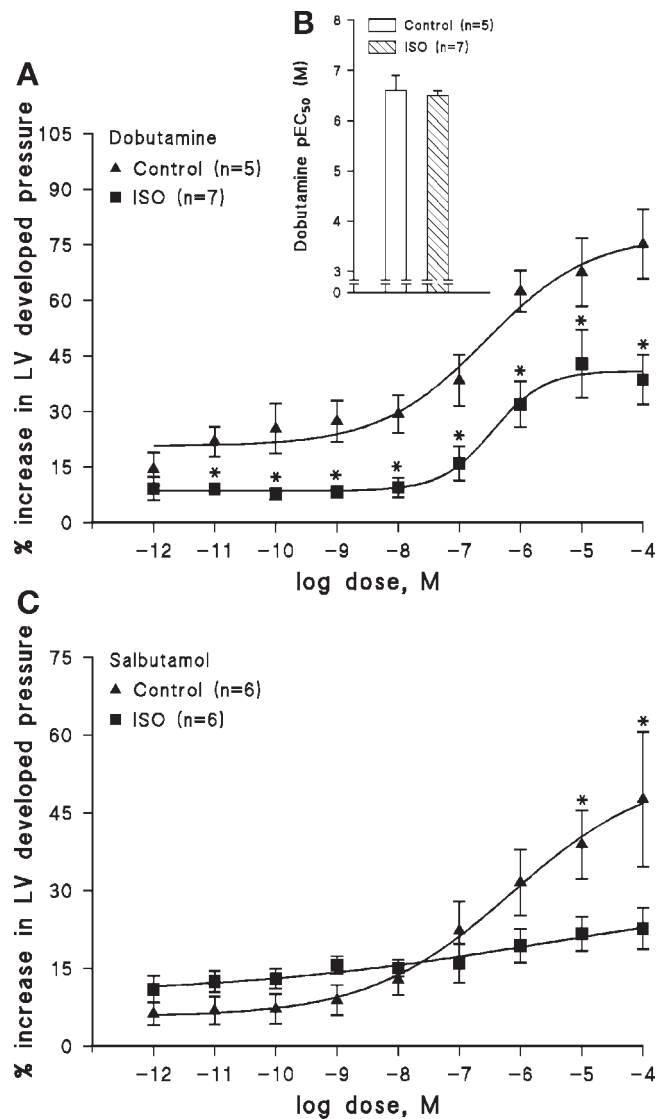 A
% increase in LV developed pressure
105
90
75
60
45
30
15
0
Dobutamine
▲ Control (n=5)
■ ISO (n=7)
* * * * * * * *
−12 −11 −10 −9 −8 −7 −6 −5 −4
log dose, M
B
Dobutamine pEC50 (M)
8
7
6
5
4
3
0
Control (n=5)
ISO (n=7)
C
% increase in LV developed pressure
75
60
45
30
15
0
Salbutamol
▲ Control (n=6)
■ ISO (n=6)
* *
−12 −11 −10 −9 −8 −7 −6 −5 −4
log dose, M